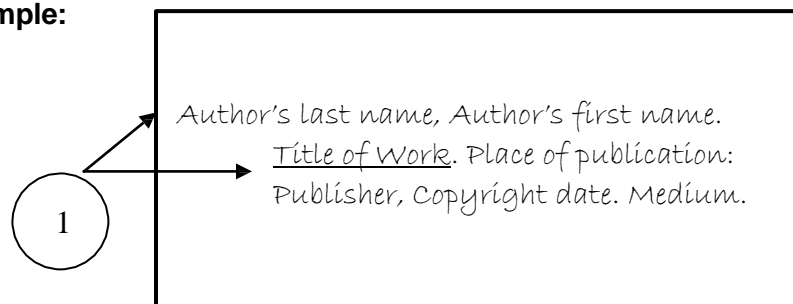 mple:
Author's last name, Author's first name.
Title of Work. Place of publication:
Publisher, Copyright date. Medium.
1